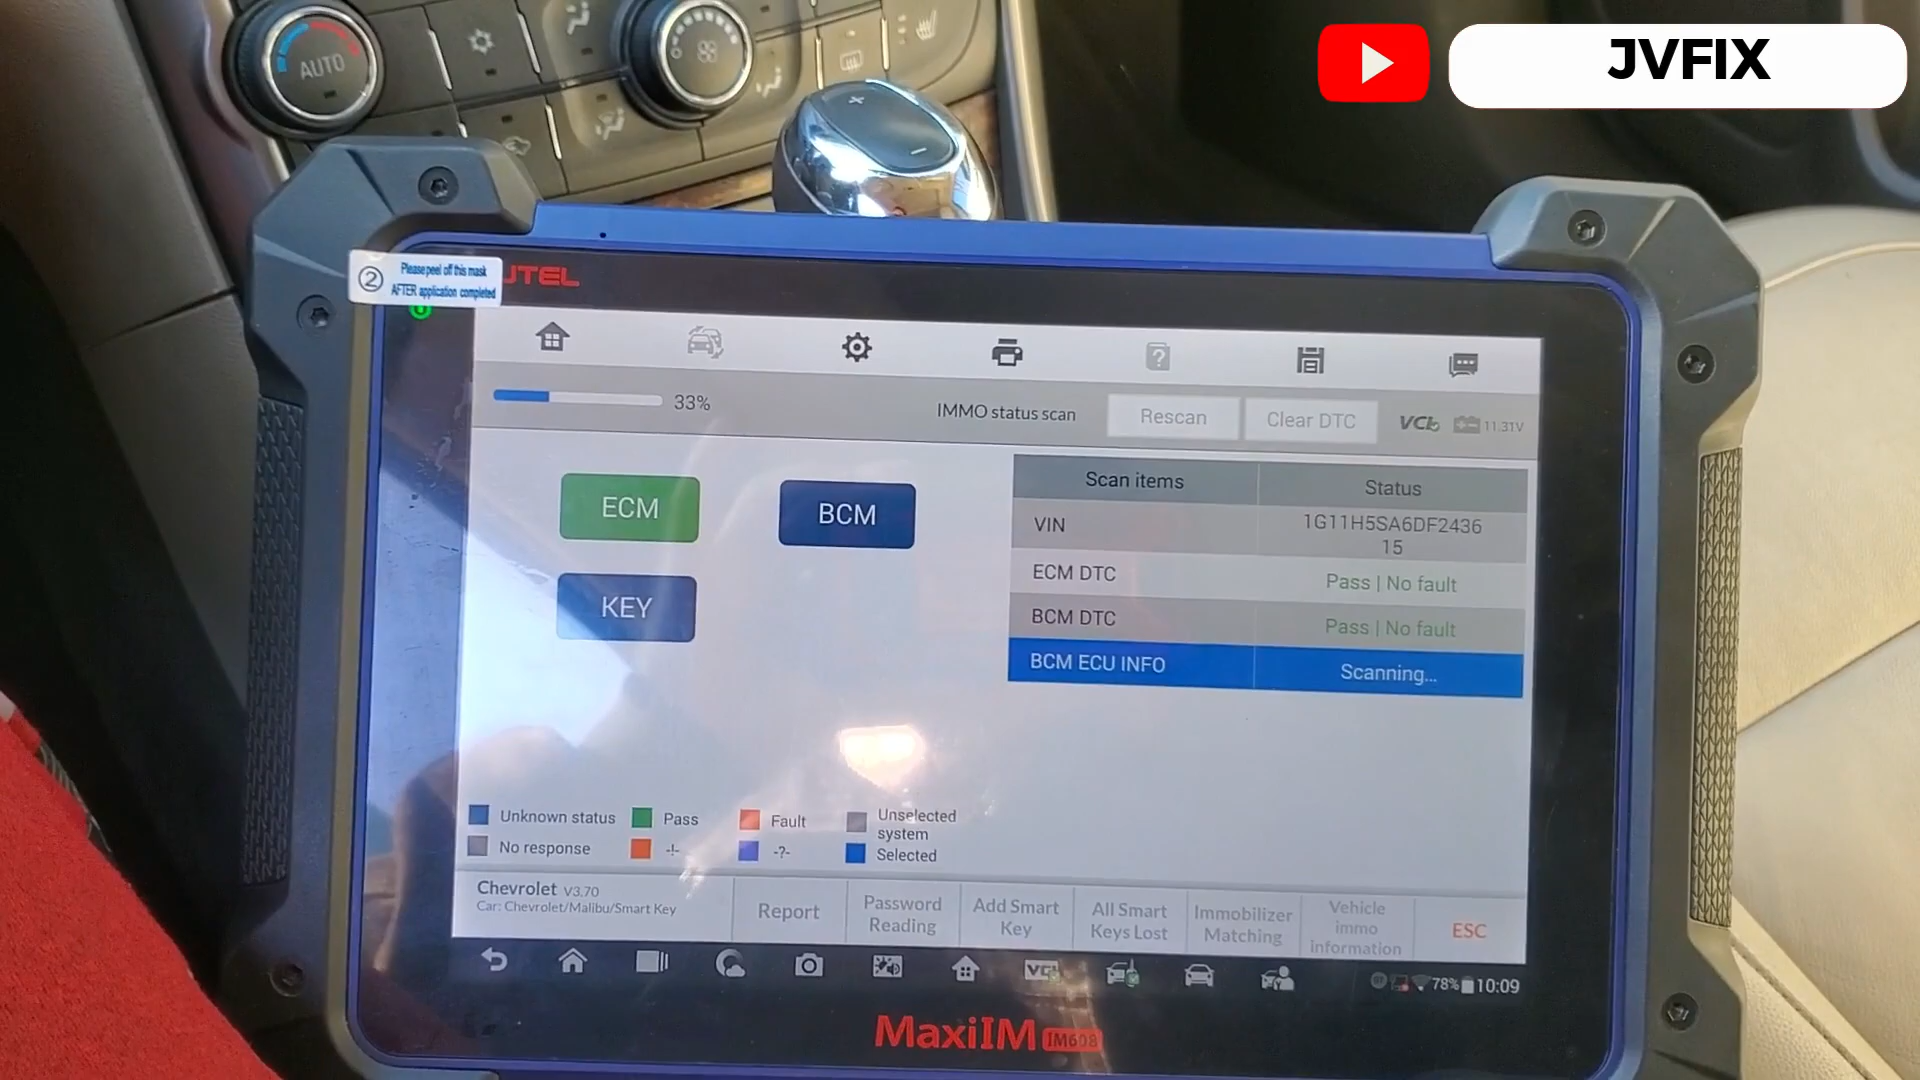 JVFIX
AUTO
②
Please peel off this mask
AFTER application completed
UTEL
33%
IMMO status scan
Rescan
Clear DTC
VCI
11.31V
ECM
BCM
KEY
Scan items
Status
VIN
1G11H5SA6DF2436
15
ECM DTC
Pass | No fault
BCM DTC
Pass | No fault
BCM ECU INFO
Scanning...
Unknown status
Pass
Fault
Unselected
system
No response
-!-
-?-
Selected
Chevrolet V3.70
Car: Chevrolet/Malibu/Smart Key
Report
Password
Reading
Add Smart
Key
All Smart
Keys Lost
Immobilizer
Matching
Vehicle
immo
information
ESC
VCI
78%
10:09
MaxiIM IM608